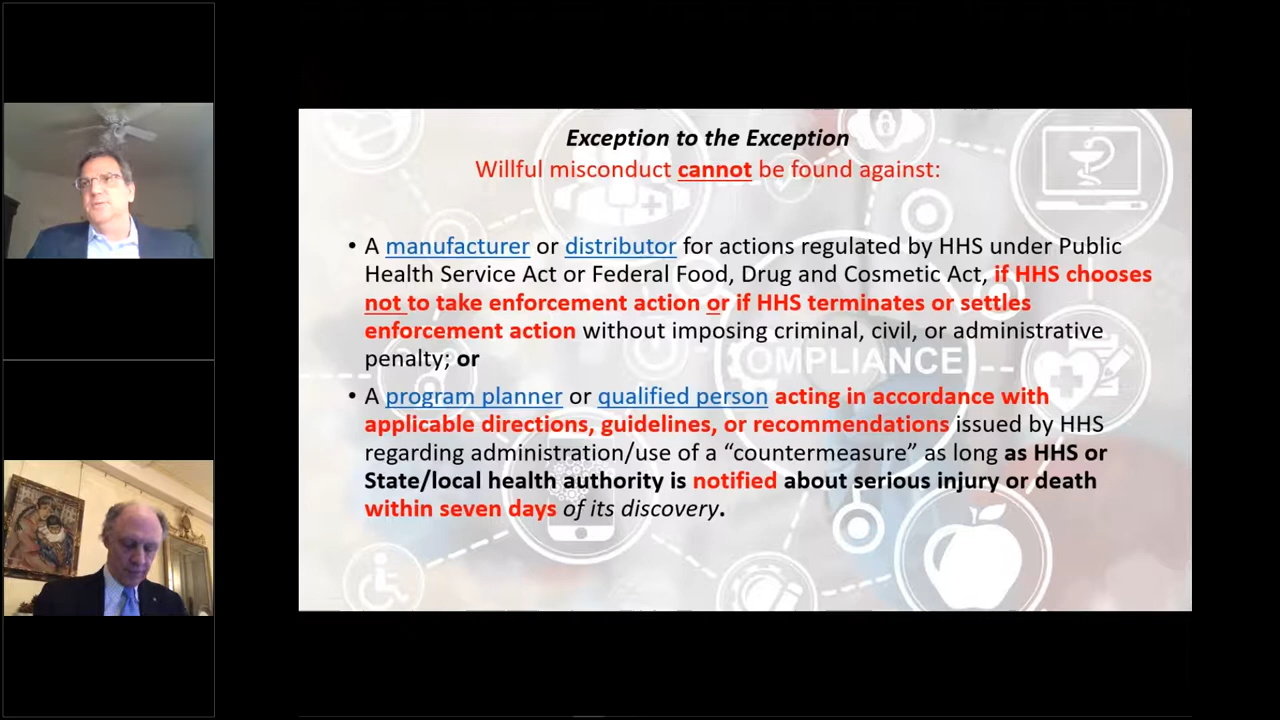 Exception to the Exception
Willful misconduct cannot be found against:
• A manufacturer or distributor for actions regulated by HHS under Public
Health Service Act or Federal Food, Drug and Cosmetic Act, if HHS chooses
not to take enforcement action or if HHS terminates or settles
enforcement action without imposing criminal, civil, or administrative
penalty; or
OMPLIANCE
• A program planner or qualified person acting in accordance with
applicable directions, guidelines, or recommendations issued by HHS
regarding administration/use of a “countermeasure” as long as HHS or
State/local health authority is notified about serious injury or death
within seven days of its discovery.